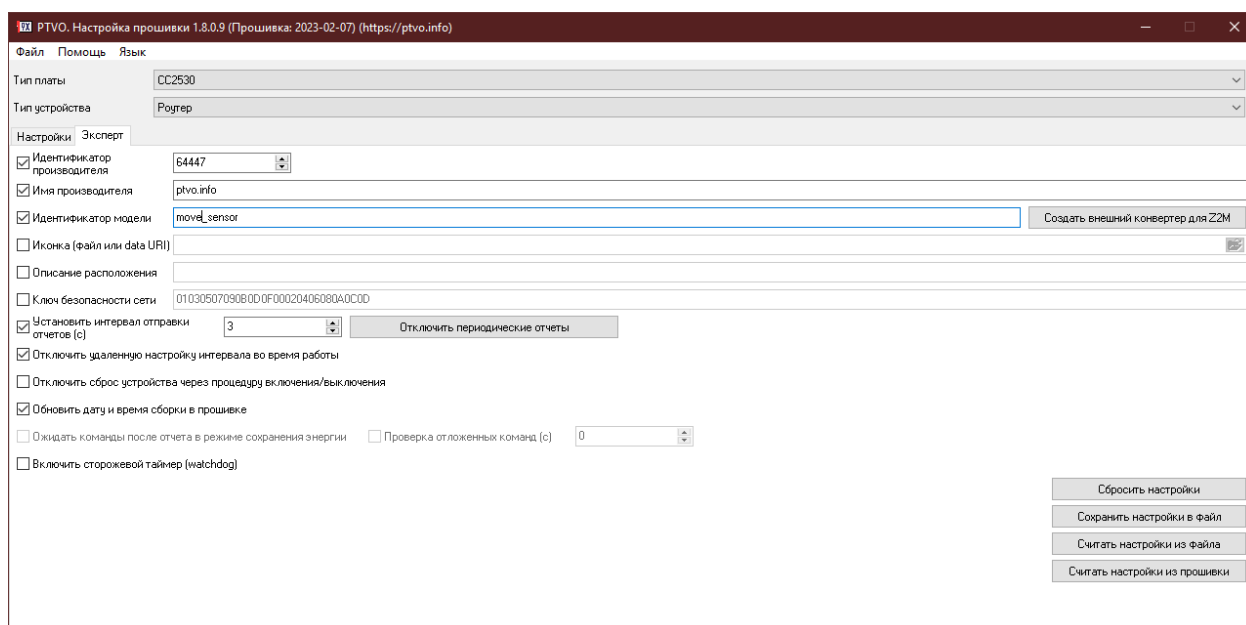 PTVO. Настройка прошивки 1.8.0.9 (Прошивка: 2023-02-07) (https://ptvo.info)
Файл Помощь Язык
Тип платы CC2530
Тип устройства Роутер
Настройки Эксперт
Идентификатор
производителя 64447
Имя производителя ptvo.info
Идентификатор модели move_sensor Создать внешний конвертер для Z2M
Иконка (файл или data URI)
Описание расположения
Ключ безопасности сети 01030507090B0D0F00020406080A0C0D
Установить интервал отправки
отчетов (с) 3 Отключить периодические отчеты
Отключить удаленную настройку интервала во время работы
Отключить сброс устройства через процедуру включения/выключения
Обновить дату и время сборки в прошивке
Ожидать команды после отчета в режиме сохранения энергии Проверка отложенных команд (с) 0
Включить сторожевой таймер (watchdog)
Сбросить настройки
Сохранить настройки в файл
Считать настройки из файла
Считать настройки из прошивки